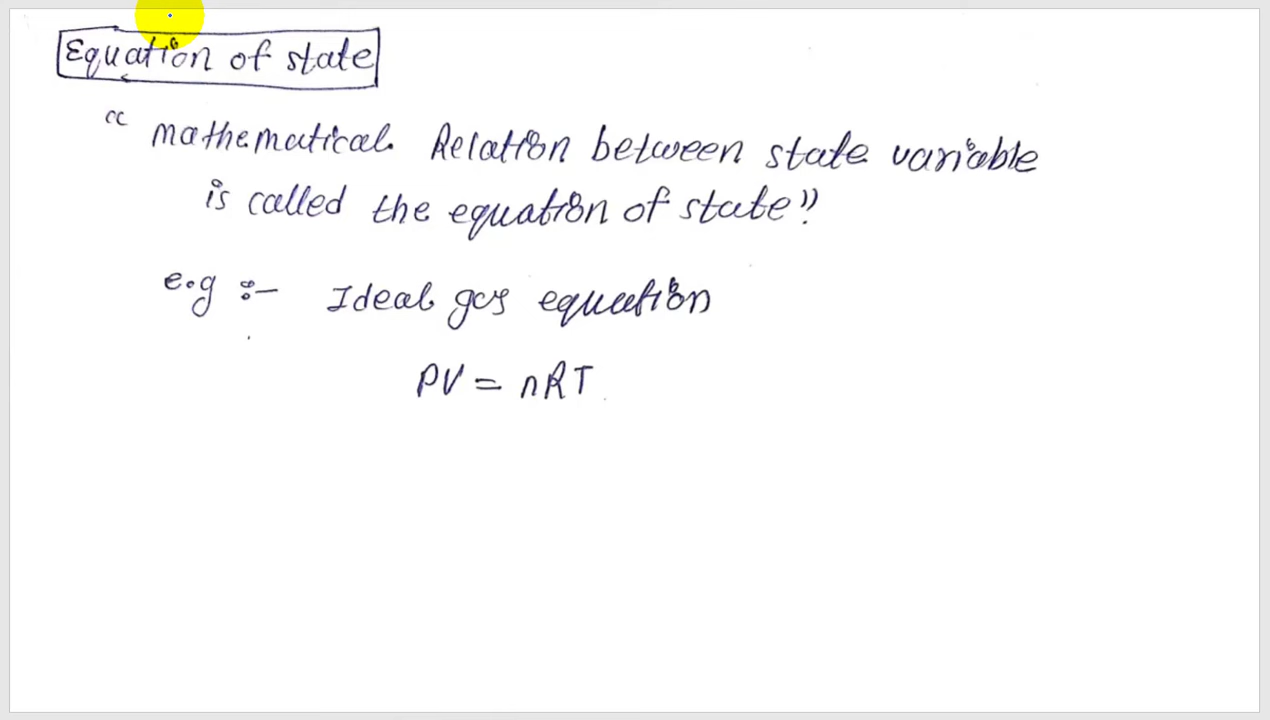 Equation of state
"mathematical Relation between state variable
is called the equation of state"
e.g :- Ideal gas equation
PV = nRT